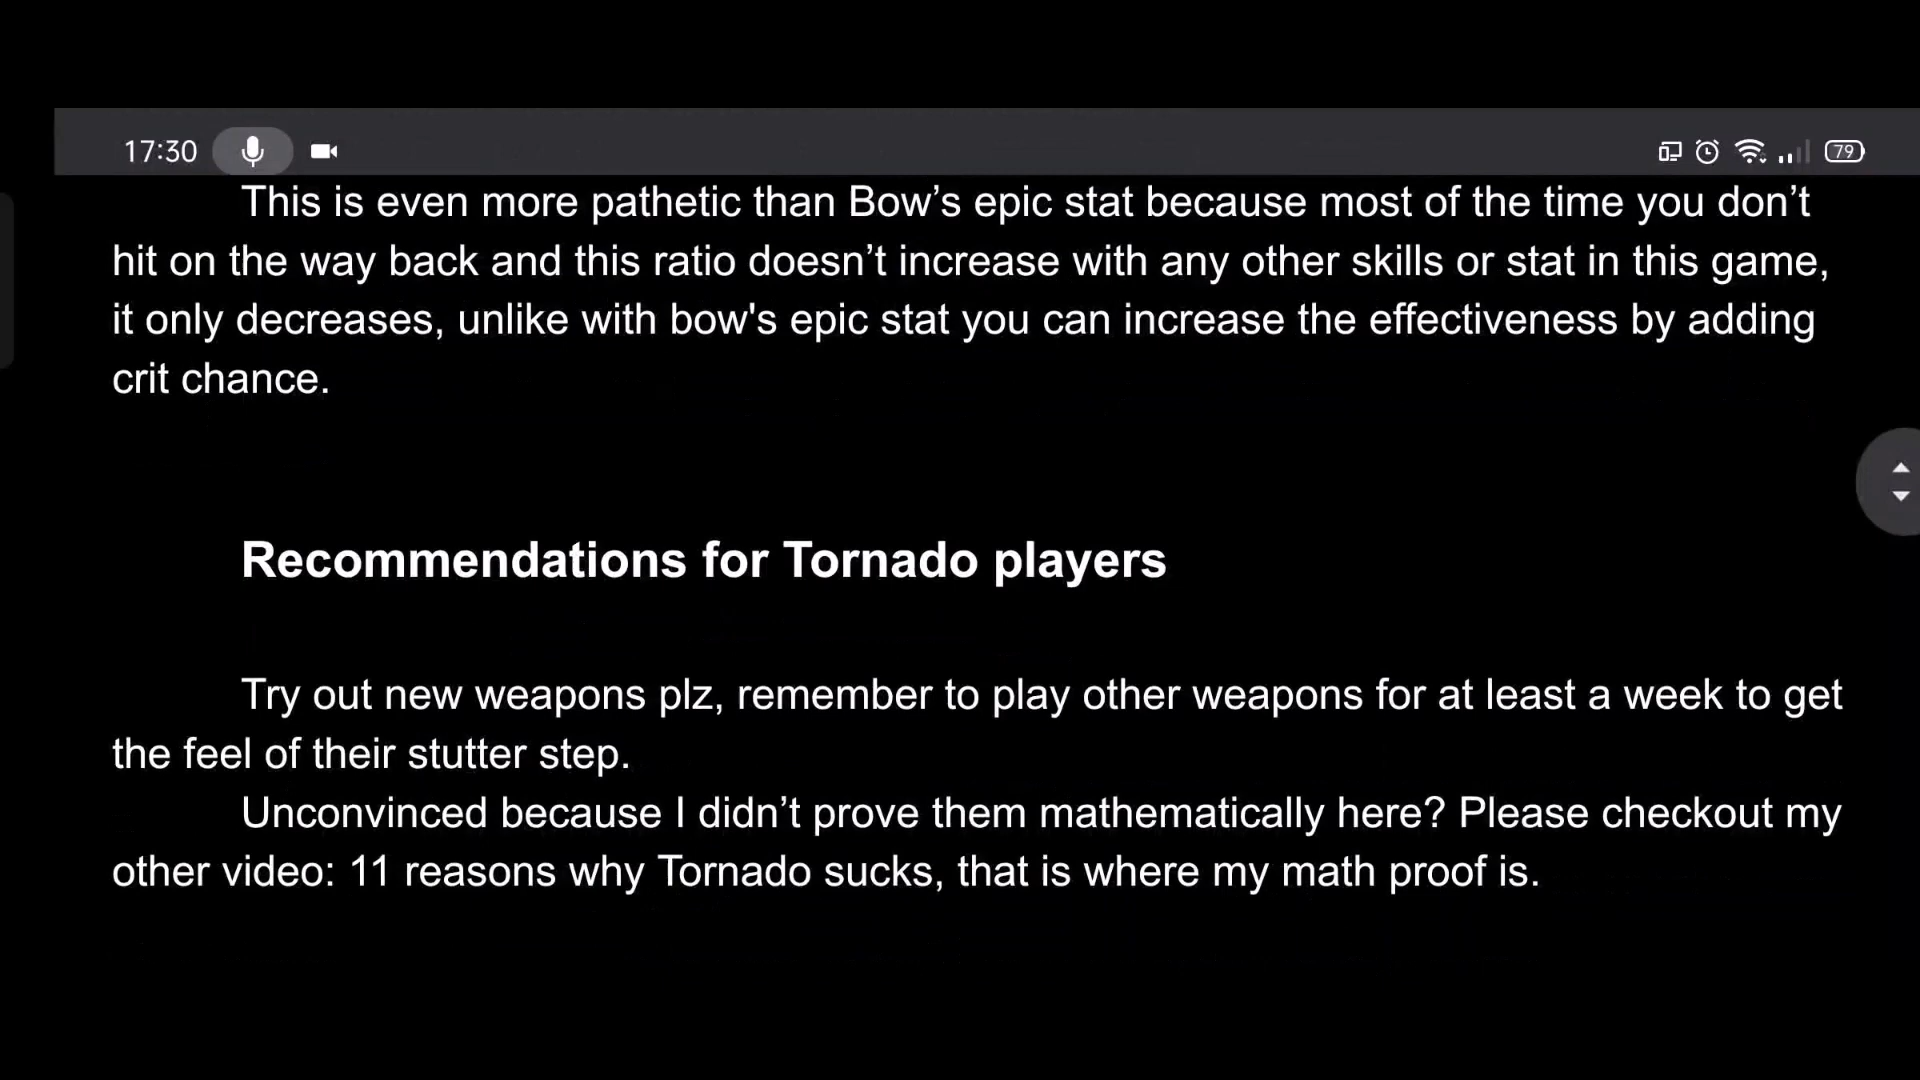 17:30
79
This is even more pathetic than Bow’s epic stat because most of the time you don’t
hit on the way back and this ratio doesn’t increase with any other skills or stat in this game,
it only decreases, unlike with bow's epic stat you can increase the effectiveness by adding
crit chance.
Recommendations for Tornado players
Try out new weapons plz, remember to play other weapons for at least a week to get
the feel of their stutter step.
Unconvinced because I didn’t prove them mathematically here? Please checkout my
other video: 11 reasons why Tornado sucks, that is where my math proof is.